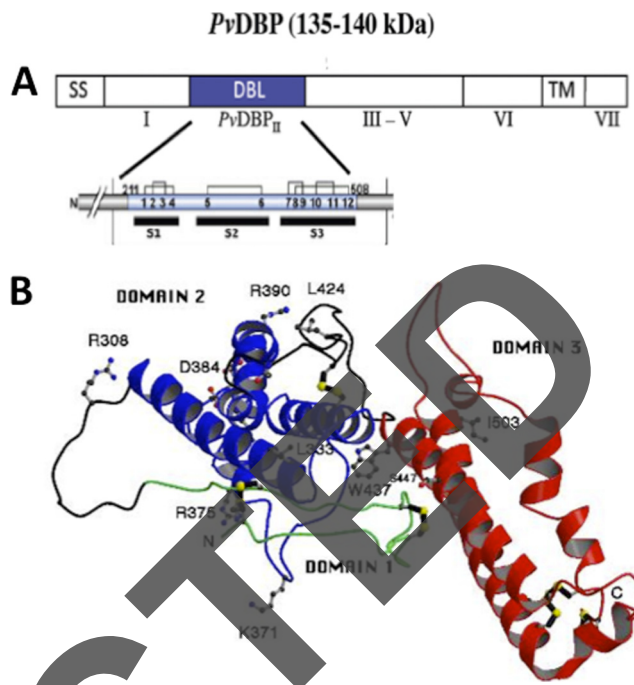 PvDBP (135-140 kDa)
A
SS DBL TM
I PvDBPII III – V VI VII
211 508
N 1 2 3 4 5 6 7 8 9 10 11 12
S1 S2 S3
B
DOMAIN 2 R390 L424
R308 DOMAIN 3
D384
I503
L333
W437 S447
R375
N
DOMAIN 1
C
K371
CTED